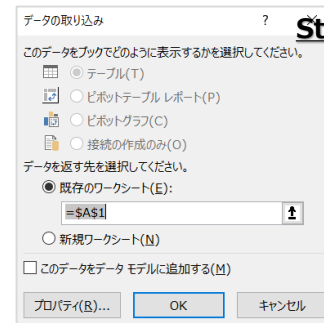 データの取り込み ?
St
このデータをブックでどのように表示するかを選択してください。
テーブル(T)
ピボットテーブル レポート(P)
ピボットグラフ(C)
接続の作成のみ(O)
データを返す先を選択してください。
既存のワークシート(E):
=$A$1
新規ワークシート(N)
このデータをデータ モデルに追加する(M)
プロパティ(R)... OK キャンセル